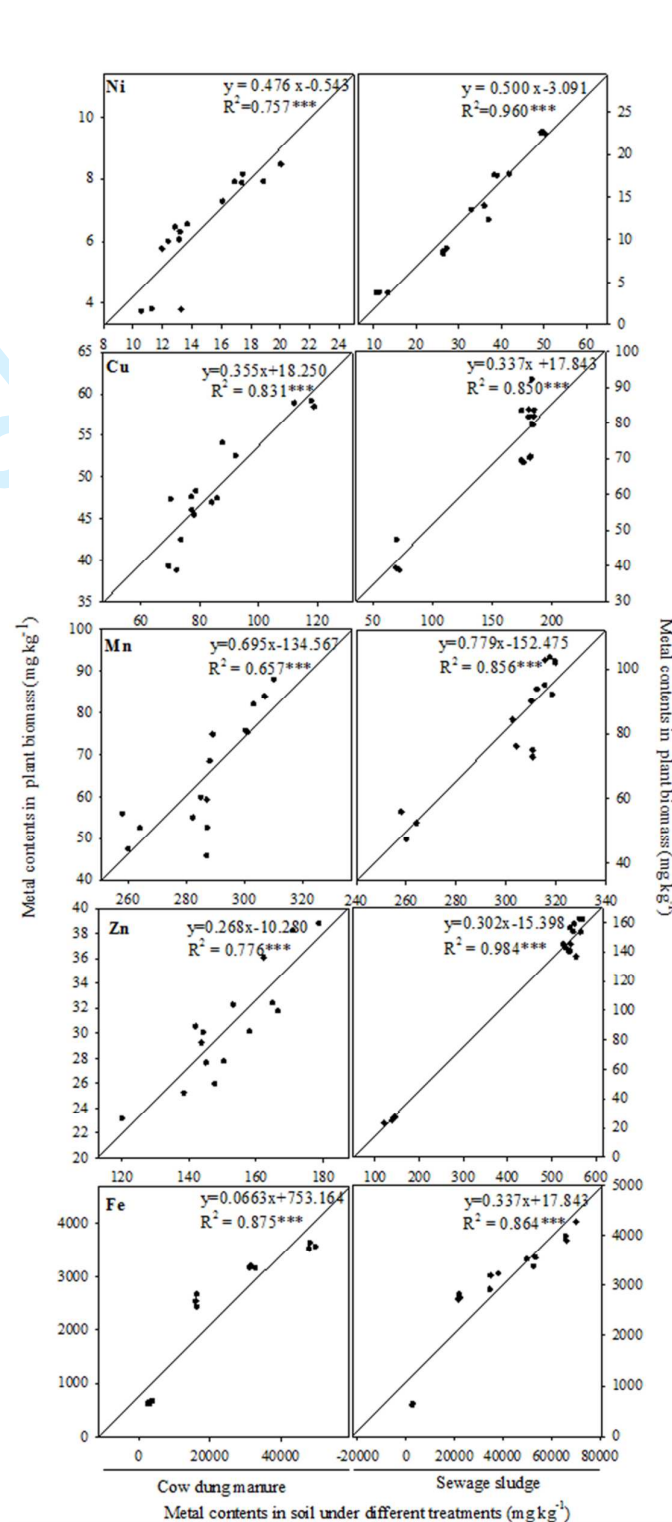 Ni
y = 0.476 x-0.543
R²=0.757***
y = 0.500 x-3.091
R²=0.960***
10
8
6
4
25
20
15
10
5
0
8 10 12 14 16 18 20 22 24
10 20 30 40 50 60
Cu
y=0.355x+18.250
R² = 0.831***
y=0.337x +17.843
R² = 0.850***
65
60
55
50
45
40
35
100
90
80
70
60
50
40
30
60 80 100 120
50 100 150 200
Mn
y=0.695x-134.567
R² = 0.657***
y=0.779x-152.475
R² = 0.856***
100
90
80
70
60
50
40
100
80
60
40
260 280 300 320
240 260 280 300 320 340
Zn
y=0.268x-10.280
R² = 0.776***
y=0.302x-15.398
R² = 0.984***
40
38
36
34
32
30
28
26
24
22
20
160
140
120
100
80
60
40
20
0
120 140 160 180
100 200 300 400 500 600
Fe
y=0.0663x+753.164
R² = 0.875***
y=0.337x+17.843
R² = 0.864***
4000
3000
2000
1000
0
5000
4000
3000
2000
1000
0
0 20000 40000
-20000 0 20000 40000 60000 80000
Cow dung manure
Sewage sludge
Metal contents in soil under different treatments (mg kg⁻¹)
Metal contents in plant biomass (mg kg⁻¹)
Metal contents in plant biomass (mg kg⁻¹)